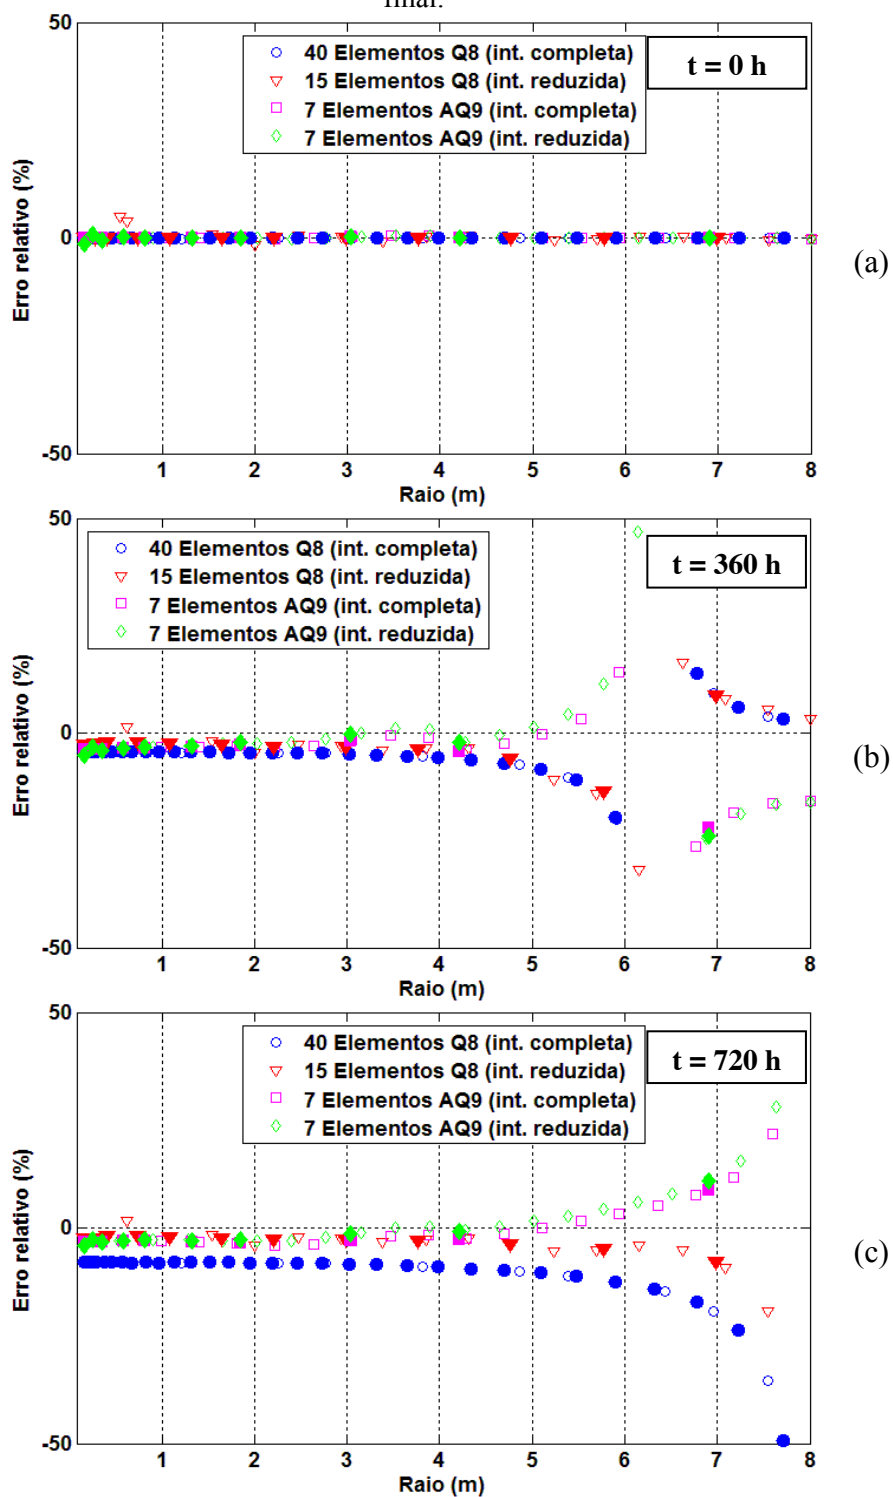 final.
50
40 Elementos Q8 (int. completa)
15 Elementos Q8 (int. reduzida)
7 Elementos AQ9 (int. completa)
7 Elementos AQ9 (int. reduzida)
t = 0 h
Erro relativo (%)
0
(a)
-50
1 2 3 4 5 6 7 8
Raio (m)
50
40 Elementos Q8 (int. completa)
15 Elementos Q8 (int. reduzida)
7 Elementos AQ9 (int. completa)
7 Elementos AQ9 (int. reduzida)
t = 360 h
Erro relativo (%)
0
(b)
-50
1 2 3 4 5 6 7 8
Raio (m)
50
40 Elementos Q8 (int. completa)
15 Elementos Q8 (int. reduzida)
7 Elementos AQ9 (int. completa)
7 Elementos AQ9 (int. reduzida)
t = 720 h
Erro relativo (%)
0
(c)
-50
1 2 3 4 5 6 7 8
Raio (m)